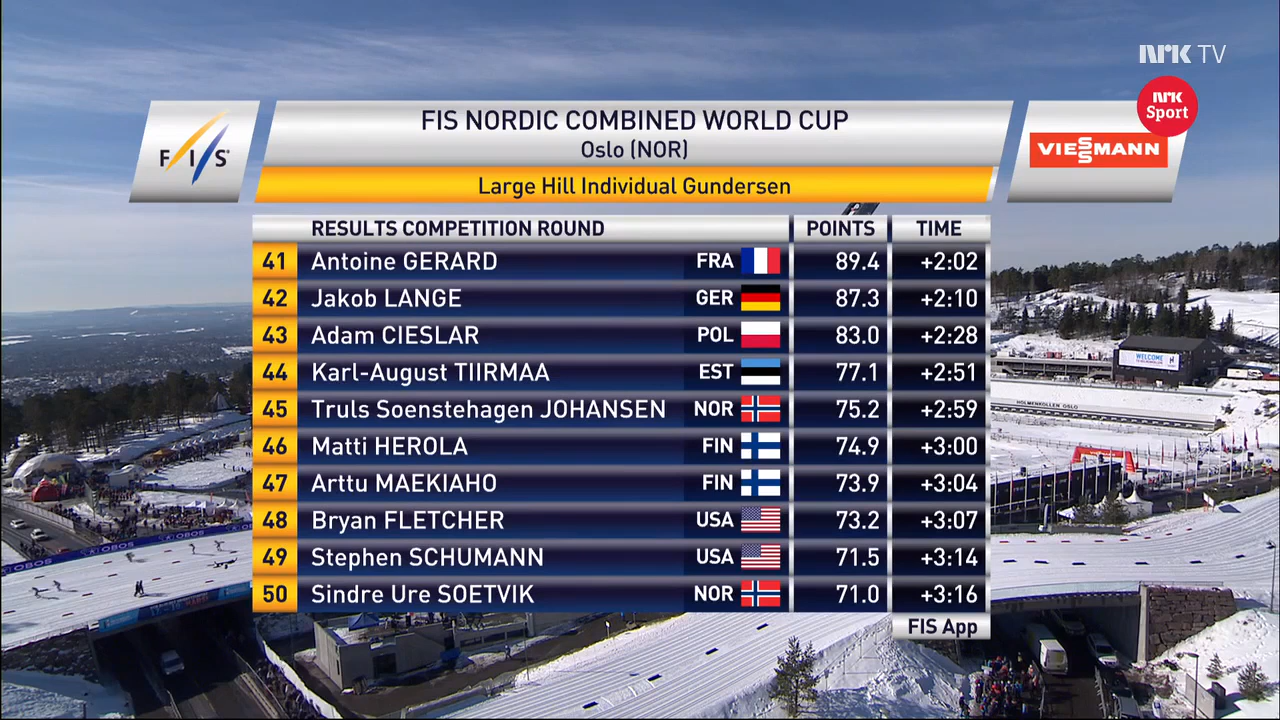 nrk TV
nrk
Sport
FIS
FIS NORDIC COMBINED WORLD CUP
Oslo (NOR)
VIESSMANN
Large Hill Individual Gundersen
RESULTS COMPETITION ROUND POINTS TIME
41 Antoine GERARD FRA 89.4 +2:02
42 Jakob LANGE GER 87.3 +2:10
43 Adam CIESLAR POL 83.0 +2:28
44 Karl-August TIIRMAA EST 77.1 +2:51
45 Truls Soenstehagen JOHANSEN NOR 75.2 +2:59
46 Matti HEROLA FIN 74.9 +3:00
47 Arttu MAEKIAHO FIN 73.9 +3:04
48 Bryan FLETCHER USA 73.2 +3:07
49 Stephen SCHUMANN USA 71.5 +3:14
50 Sindre Ure SOETVIK NOR 71.0 +3:16
FIS App
WELCOME
HOLMENKOLLEN OSLO
OBOS
OBOS